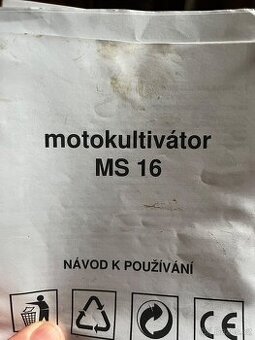 motokultivátor
MS 16
NÁVOD K POUŽÍVÁNÍ
CE